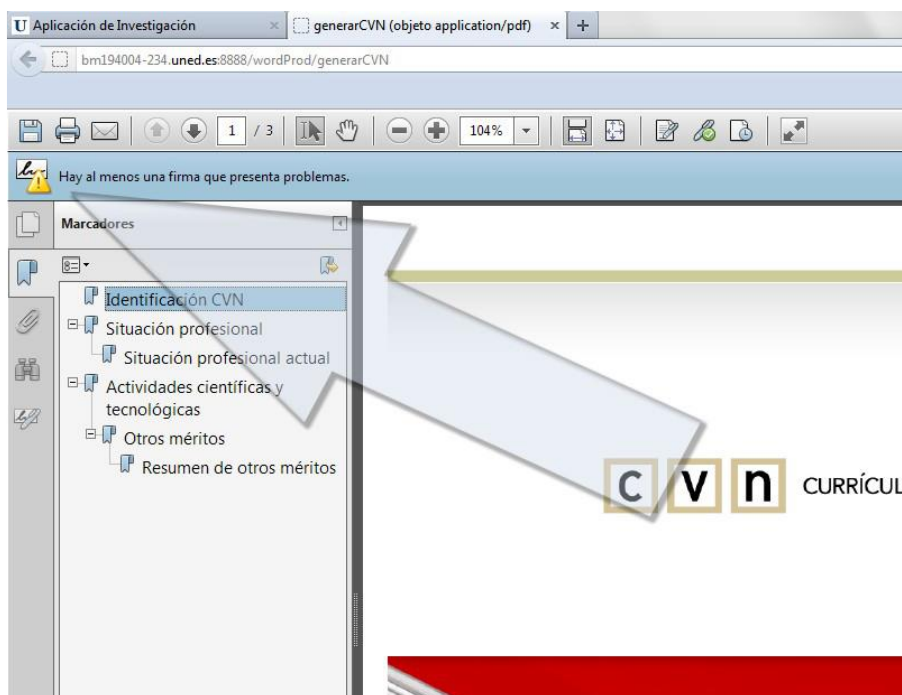 U Aplicación de Investigación
generarCVN (objeto application/pdf)
bm194004-234.uned.es:8888/wordProd/generarCVN
1 / 3
104%
Hay al menos una firma que presenta problemas.
Marcadores
Identificación CVN
Situación profesional
Situación profesional actual
Actividades científicas y
tecnológicas
Otros méritos
Resumen de otros méritos
c v n CURRÍCUL